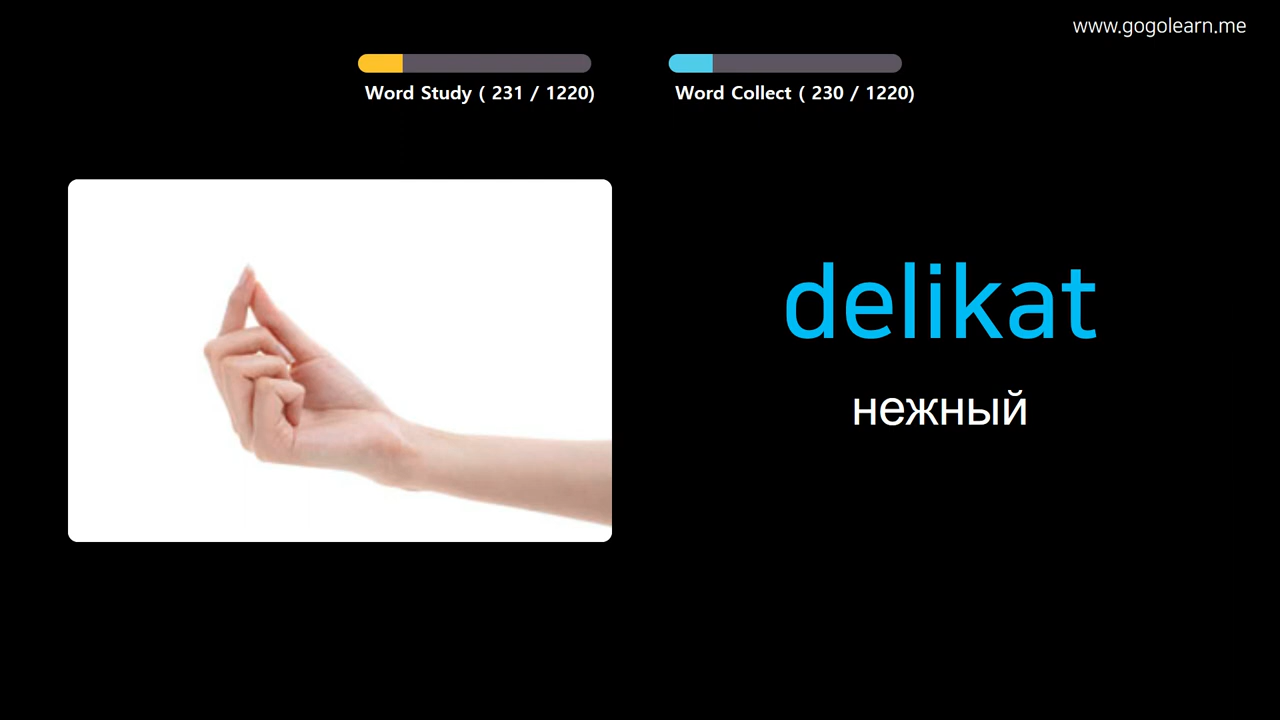 www.gogolearn.me
Word Study ( 231 / 1220)
Word Collect ( 230 / 1220)
delikat
нежный